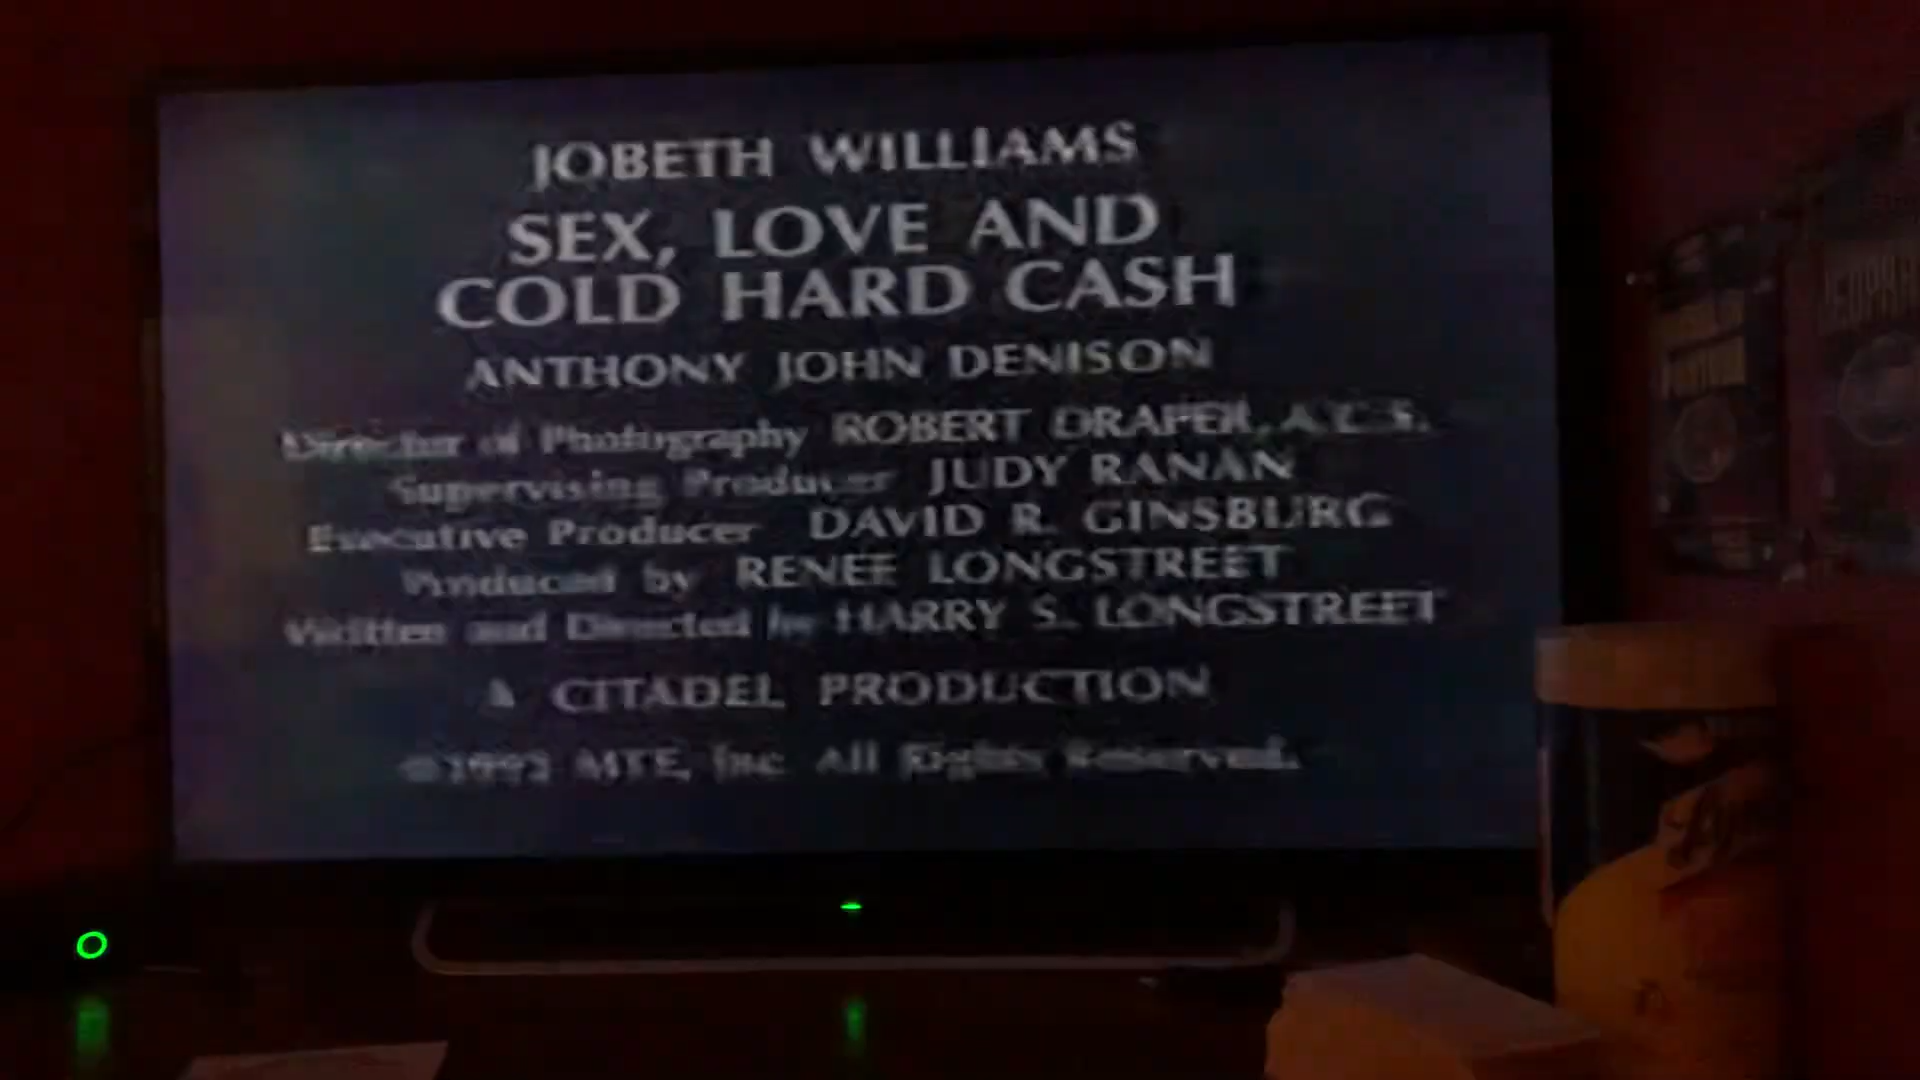 JOBETH WILLIAMS
SEX, LOVE AND
COLD HARD CASH
ANTHONY JOHN DENISON
Director of Photography ROBERT DRAPER, A.C.S.
Supervising Producer JUDY RANAN
Executive Producer DAVID R. GINSBURG
Produced by RENEE LONGSTREET
Written and Directed by HARRY S. LONGSTREET
A CITADEL PRODUCTION
MTE, Inc. All Rights Reserved.